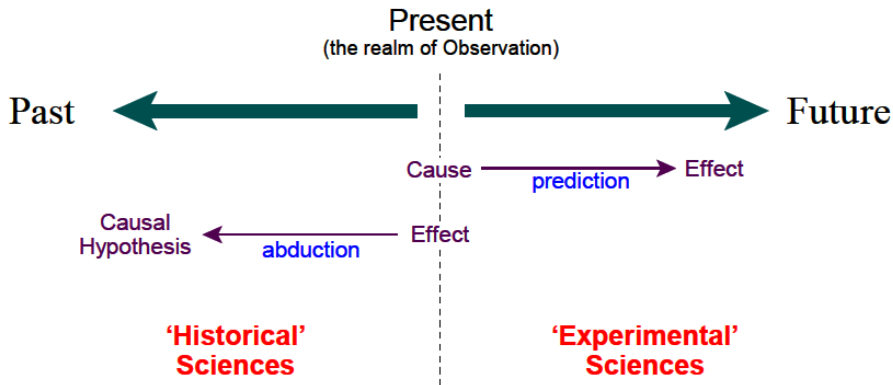 Present
(the realm of Observation)
Past
Future
Cause
prediction
Effect
Causal
Hypothesis
abduction
Effect
‘Historical’
Sciences
‘Experimental’
Sciences